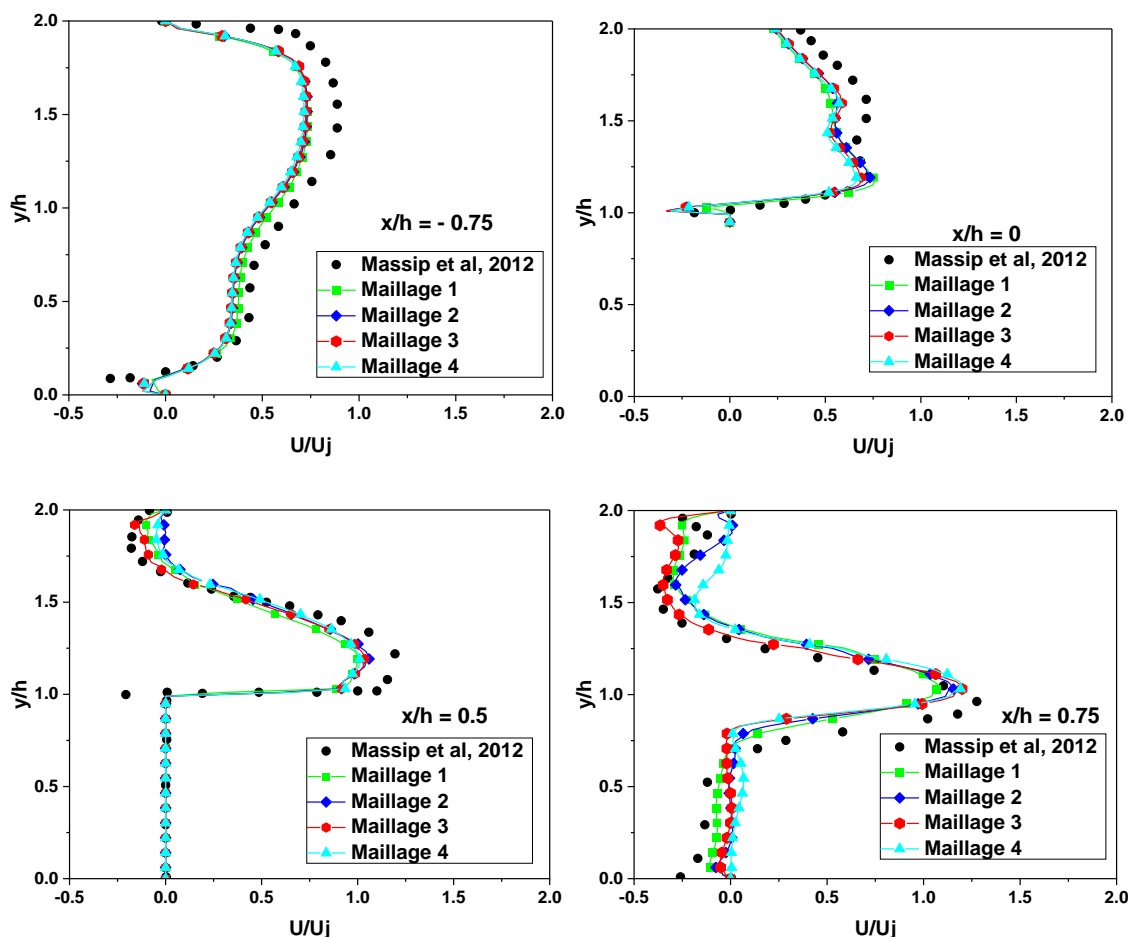 2.0
1.5
1.0
0.5
0.0
y/h
x/h = - 0.75
Massip et al, 2012
Maillage 1
Maillage 2
Maillage 3
Maillage 4
-0.5 0.0 0.5 1.0 1.5 2.0
U/Uj
2.0
1.5
1.0
0.5
0.0
y/h
x/h = 0
Massip et al, 2012
Maillage 1
Maillage 2
Maillage 3
Maillage 4
-0.5 0.0 0.5 1.0 1.5 2.0
U/Uj
2.0
1.5
1.0
0.5
0.0
y/h
x/h = 0.5
Massip et al, 2012
Maillage 1
Maillage 2
Maillage 3
Maillage 4
-0.5 0.0 0.5 1.0 1.5 2.0
U/Uj
2.0
1.5
1.0
0.5
0.0
y/h
x/h = 0.75
Massip et al, 2012
Maillage 1
Maillage 2
Maillage 3
Maillage 4
-0.5 0.0 0.5 1.0 1.5 2.0
U/Uj